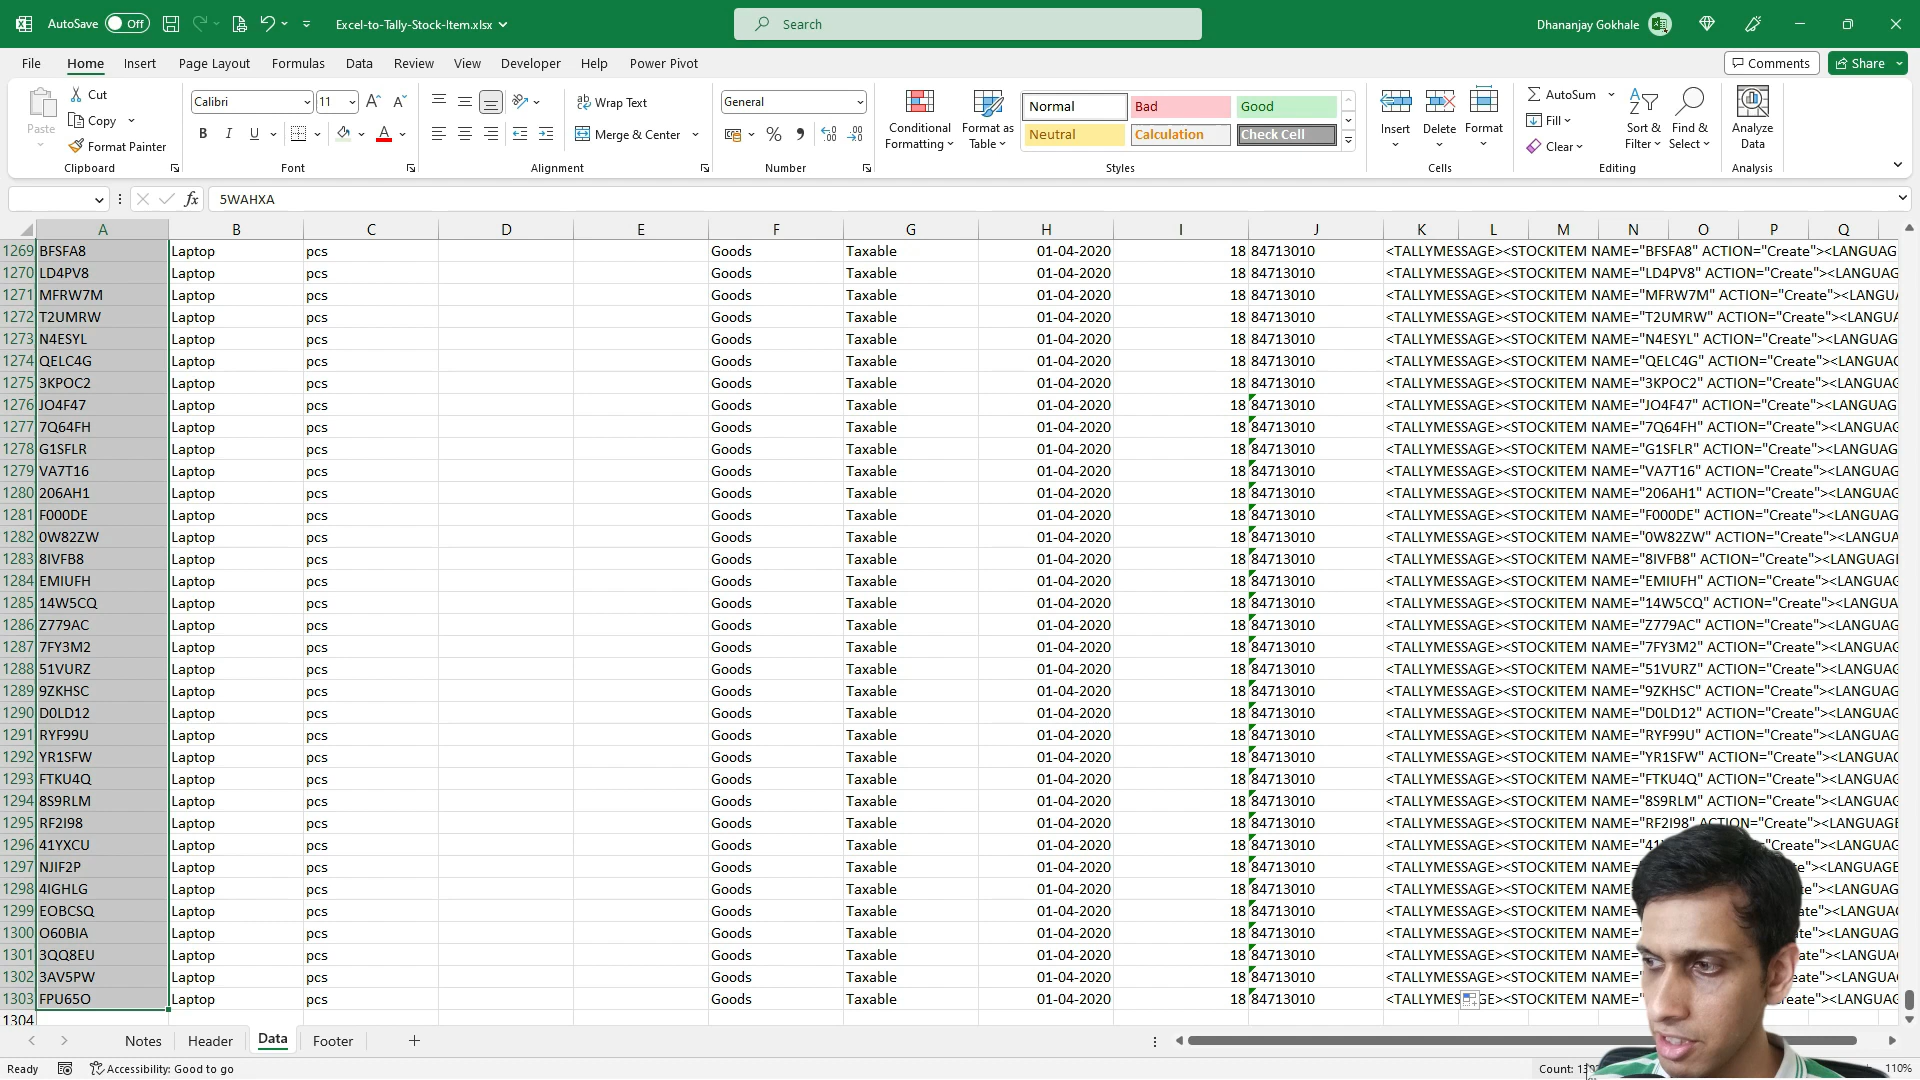 AutoSave Off Excel-to-Tally-Stock-Item.xlsx Search Dhananjay Gokhale
File Home Insert Page Layout Formulas Data Review View Developer Help Power Pivot Comments Share
Paste Cut Copy Format Painter Clipboard
Calibri 11 B I U A Font
Wrap Text Merge & Center Alignment
General % Number
Conditional Formatting Format as Table Normal Bad Good Neutral Calculation Check Cell Styles
Insert Delete Format Cells
AutoSum Fill Clear Sort & Filter Find & Select Editing
Analyze Data Analysis
fx 5WAHXA
A B C D E F G H I J K L M N O P Q
1269 BFSFA8 Laptop pcs Goods Taxable 01-04-2020 18 84713010 <TALLYMESSAGE><STOCKITEM NAME="BFSFA8" ACTION="Create"><LANGUAG
1270 LD4PV8 Laptop pcs Goods Taxable 01-04-2020 18 84713010 <TALLYMESSAGE><STOCKITEM NAME="LD4PV8" ACTION="Create"><LANGUAG
1271 MFRW7M Laptop pcs Goods Taxable 01-04-2020 18 84713010 <TALLYMESSAGE><STOCKITEM NAME="MFRW7M" ACTION="Create"><LANGUA
1272 T2UMRW Laptop pcs Goods Taxable 01-04-2020 18 84713010 <TALLYMESSAGE><STOCKITEM NAME="T2UMRW" ACTION="Create"><LANGUA
1273 N4ESYL Laptop pcs Goods Taxable 01-04-2020 18 84713010 <TALLYMESSAGE><STOCKITEM NAME="N4ESYL" ACTION="Create"><LANGUAG
1274 QELC4G Laptop pcs Goods Taxable 01-04-2020 18 84713010 <TALLYMESSAGE><STOCKITEM NAME="QELC4G" ACTION="Create"><LANGUAG
1275 3KPOC2 Laptop pcs Goods Taxable 01-04-2020 18 84713010 <TALLYMESSAGE><STOCKITEM NAME="3KPOC2" ACTION="Create"><LANGUAG
1276 JO4F47 Laptop pcs Goods Taxable 01-04-2020 18 84713010 <TALLYMESSAGE><STOCKITEM NAME="JO4F47" ACTION="Create"><LANGUAG
1277 7Q64FH Laptop pcs Goods Taxable 01-04-2020 18 84713010 <TALLYMESSAGE><STOCKITEM NAME="7Q64FH" ACTION="Create"><LANGUAG
1278 G1SFLR Laptop pcs Goods Taxable 01-04-2020 18 84713010 <TALLYMESSAGE><STOCKITEM NAME="G1SFLR" ACTION="Create"><LANGUAG
1279 VA7T16 Laptop pcs Goods Taxable 01-04-2020 18 84713010 <TALLYMESSAGE><STOCKITEM NAME="VA7T16" ACTION="Create"><LANGUAG
1280 206AH1 Laptop pcs Goods Taxable 01-04-2020 18 84713010 <TALLYMESSAGE><STOCKITEM NAME="206AH1" ACTION="Create"><LANGUAG
1281 F000DE Laptop pcs Goods Taxable 01-04-2020 18 84713010 <TALLYMESSAGE><STOCKITEM NAME="F000DE" ACTION="Create"><LANGUAG
1282 0W82ZW Laptop pcs Goods Taxable 01-04-2020 18 84713010 <TALLYMESSAGE><STOCKITEM NAME="0W82ZW" ACTION="Create"><LANGUA
1283 8IVFB8 Laptop pcs Goods Taxable 01-04-2020 18 84713010 <TALLYMESSAGE><STOCKITEM NAME="8IVFB8" ACTION="Create"><LANGUAGE
1284 EMIUFH Laptop pcs Goods Taxable 01-04-2020 18 84713010 <TALLYMESSAGE><STOCKITEM NAME="EMIUFH" ACTION="Create"><LANGUAG
1285 14W5CQ Laptop pcs Goods Taxable 01-04-2020 18 84713010 <TALLYMESSAGE><STOCKITEM NAME="14W5CQ" ACTION="Create"><LANGUA
1286 Z779AC Laptop pcs Goods Taxable 01-04-2020 18 84713010 <TALLYMESSAGE><STOCKITEM NAME="Z779AC" ACTION="Create"><LANGUAG
1287 7FY3M2 Laptop pcs Goods Taxable 01-04-2020 18 84713010 <TALLYMESSAGE><STOCKITEM NAME="7FY3M2" ACTION="Create"><LANGUAG
1288 51VURZ Laptop pcs Goods Taxable 01-04-2020 18 84713010 <TALLYMESSAGE><STOCKITEM NAME="51VURZ" ACTION="Create"><LANGUAG
1289 9ZKHSC Laptop pcs Goods Taxable 01-04-2020 18 84713010 <TALLYMESSAGE><STOCKITEM NAME="9ZKHSC" ACTION="Create"><LANGUAG
1290 D0LD12 Laptop pcs Goods Taxable 01-04-2020 18 84713010 <TALLYMESSAGE><STOCKITEM NAME="D0LD12" ACTION="Create"><LANGUAG
1291 RYF99U Laptop pcs Goods Taxable 01-04-2020 18 84713010 <TALLYMESSAGE><STOCKITEM NAME="RYF99U" ACTION="Create"><LANGUAG
1292 YR1SFW Laptop pcs Goods Taxable 01-04-2020 18 84713010 <TALLYMESSAGE><STOCKITEM NAME="YR1SFW" ACTION="Create"><LANGUAG
1293 FTKU4Q Laptop pcs Goods Taxable 01-04-2020 18 84713010 <TALLYMESSAGE><STOCKITEM NAME="FTKU4Q" ACTION="Create"><LANGUAG
1294 8S9RLM Laptop pcs Goods Taxable 01-04-2020 18 84713010 <TALLYMESSAGE><STOCKITEM NAME="8S9RLM" ACTION="Create"><LANGUAG
1295 RF2I98 Laptop pcs Goods Taxable 01-04-2020 18 84713010 <TALLYMESSAGE><STOCKITEM NAME="RF2I98" ACTION="Create"><LANGUAGE
1296 41YXCU Laptop pcs Goods Taxable 01-04-2020 18 84713010 <TALLYMESSAGE><STOCKITEM NAME="41 eate"><LANGUAG
1297 NJIF2P Laptop pcs Goods Taxable 01-04-2020 18 84713010 <TALLYMESSAGE><STOCKITEM NAME=" e"><LANGUAGE
1298 4IGHLG Laptop pcs Goods Taxable 01-04-2020 18 84713010 <TALLYMESSAGE><STOCKITEM NAME= te"><LANGUAG
1299 EOBCSQ Laptop pcs Goods Taxable 01-04-2020 18 84713010 <TALLYMESSAGE><STOCKITEM NAME= ate"><LANGUAG
1300 O60BIA Laptop pcs Goods Taxable 01-04-2020 18 84713010 <TALLYMESSAGE><STOCKITEM NAME= te"><LANGUAG
1301 3QQ8EU Laptop pcs Goods Taxable 01-04-2020 18 84713010 <TALLYMESSAGE><STOCKITEM NAME= eate"><LANGUAG
1302 3AV5PW Laptop pcs Goods Taxable 01-04-2020 18 84713010 <TALLYMESSAGE><STOCKITEM NAME= eate"><LANGUAG
1303 FPU65O Laptop pcs Goods Taxable 01-04-2020 18 84713010 <TALLYMES GE><STOCKITEM NAME=" eate"><LANGUAG
1304
Notes Header Data Footer
Ready Accessibility: Good to go Count: 110%